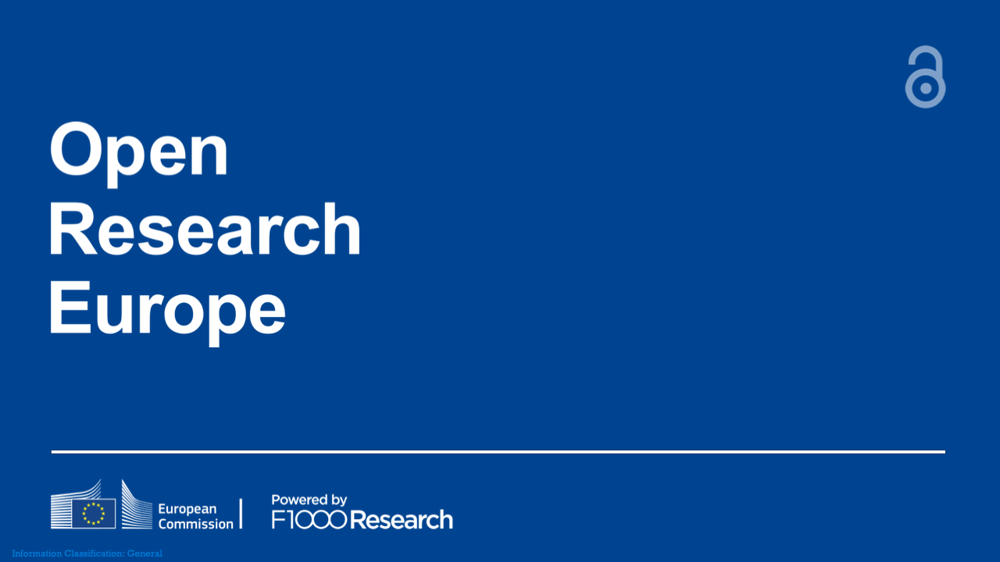 Open
Research
Europe
European
Commission
Powered by
F1000Research
Information Classification: General